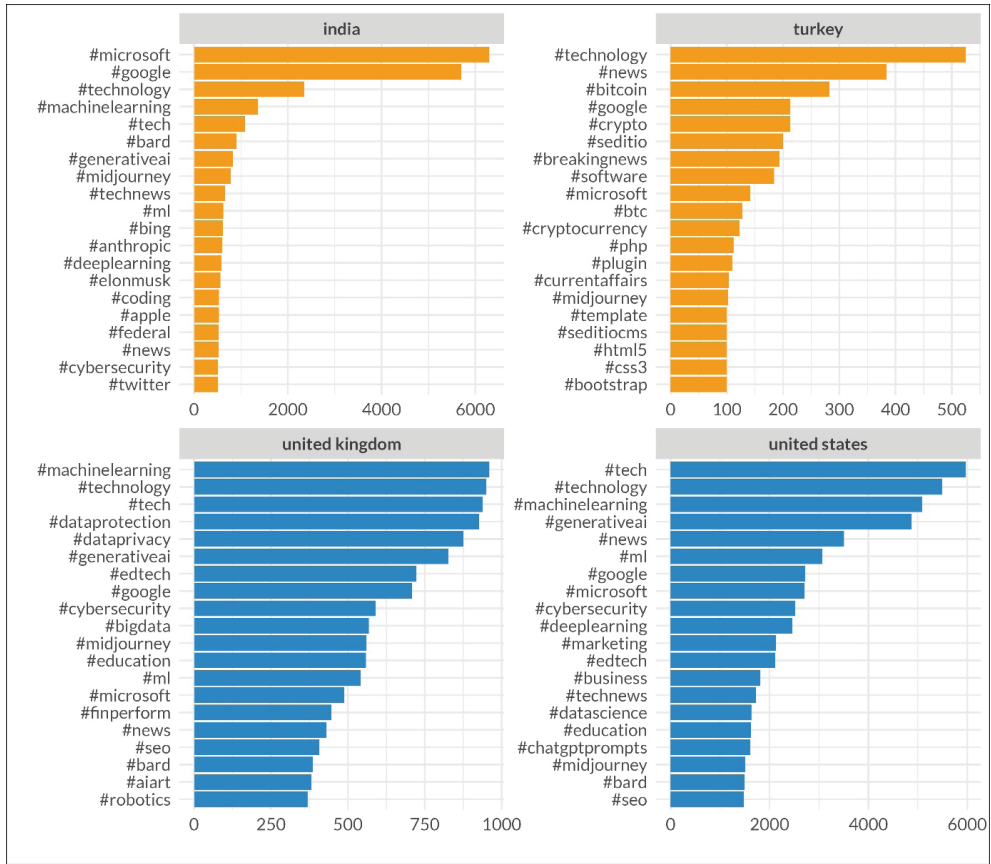 india
#microsoft
#google
#technology
#machinelearning
#tech
#bard
#generativeai
#midjourney
#technews
#ml
#bing
#anthropic
#deeplearning
#elonmusk
#coding
#apple
#federal
#news
#cybersecurity
#twitter
0 2000 4000 6000
turkey
#technology
#news
#bitcoin
#google
#crypto
#seditio
#breakingnews
#software
#microsoft
#btc
#cryptocurrency
#php
#plugin
#currentaffairs
#midjourney
#template
#seditiocms
#html5
#css3
#bootstrap
0 100 200 300 400 500
united kingdom
#machinelearning
#technology
#tech
#dataprotection
#dataprivacy
#generativeai
#edtech
#google
#cybersecurity
#bigdata
#midjourney
#education
#ml
#microsoft
#finperform
#news
#seo
#bard
#aiart
#robotics
0 250 500 750 1000
united states
#tech
#technology
#machinelearning
#generativeai
#news
#ml
#google
#microsoft
#cybersecurity
#deeplearning
#marketing
#edtech
#business
#technews
#datascience
#education
#chatgptprompts
#midjourney
#bard
#seo
0 2000 4000 6000